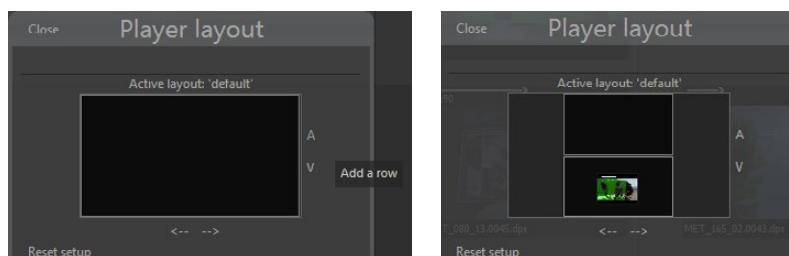 Close Player layout
Active layout: 'default'
A
V
Add a row
<-- -->
Reset setup
Close Player layout
Active layout: 'default'
A
V
T_080_13.0045.dpx <-- --> MET_165_02.0043.dpx
Reset setup